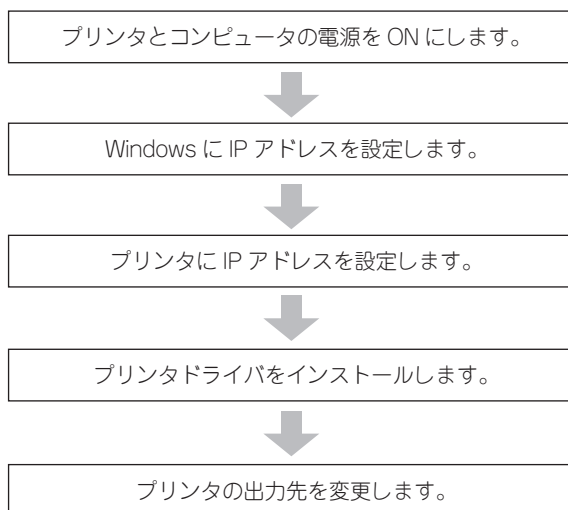 プリンタとコンピュータの電源を ON にします。
Windows に IP アドレスを設定します。
プリンタに IP アドレスを設定します。
プリンタドライバをインストールします。
プリンタの出力先を変更します。